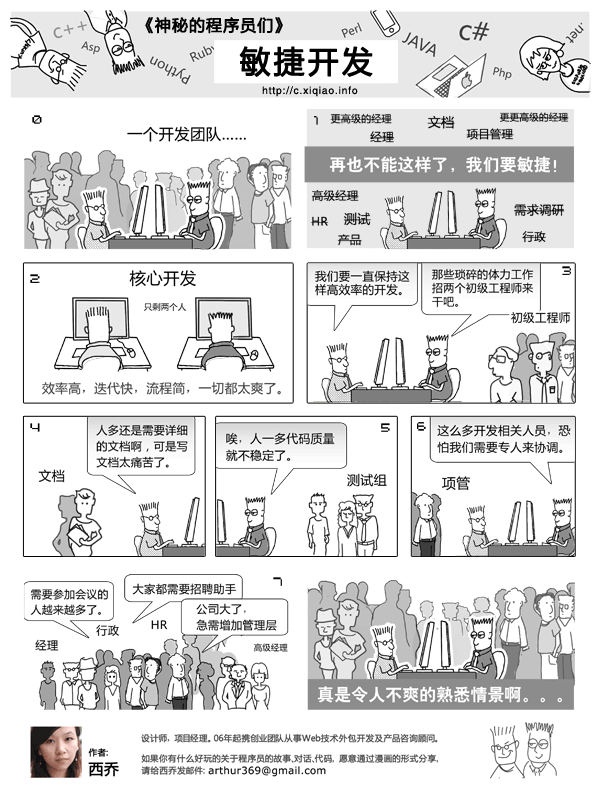 《神秘的程序员们》
C++
Asp
Python
Ruby
Perl
JAVA
C#
Php
.net
敏捷开发
http://c.xiqiao.info
0
一个开发团队……
1
更高级的经理
经理
文档
更更高级的经理
项目管理
再也不能这样了，我们要敏捷！
高级经理
HR
测试
产品
需求调研
行政
2
核心开发
只剩两个人
效率高，迭代快，流程简，一切都太爽了。
3
我们要一直保持这
样高效率的开发。
那些琐碎的体力工作
招两个初级工程师来
干吧。
初级工程师
4
人多还是需要详细
的文档啊，可是写
文档太痛苦了。
文档
5
唉，人一多代码质量
就不稳定了。
测试组
6
这么多开发相关人员，恐
怕我们需要专人来协调。
项管
7
需要参加会议的
人越来越多了。
大家都需要招聘助手
公司大了，
急需增加管理层
经理
行政
HR
高级经理
真是令人不爽的熟悉情景啊。。。
作者:
西乔
设计师，项目经理。06年起携创业团队从事Web技术外包开发及产品咨询顾问。
如果你有什么好玩的关于程序员的故事,对话,代码, 愿意通过漫画的形式分享,
请给西乔发邮件: arthur369@gmail.com